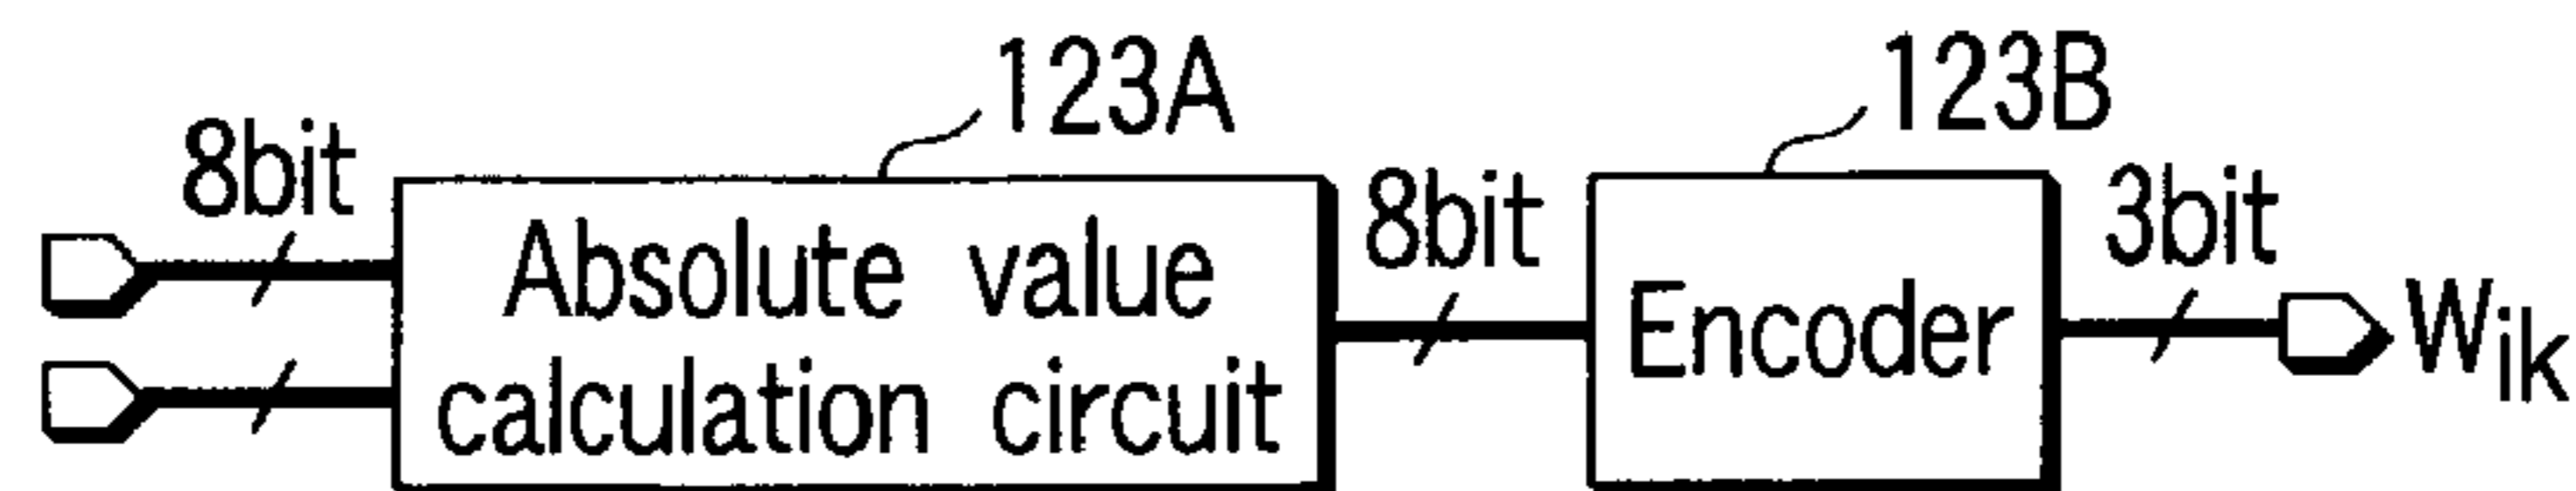 123A
123B
8bit
Absolute value
calculation circuit
8bit
Encoder
3bit
Wik